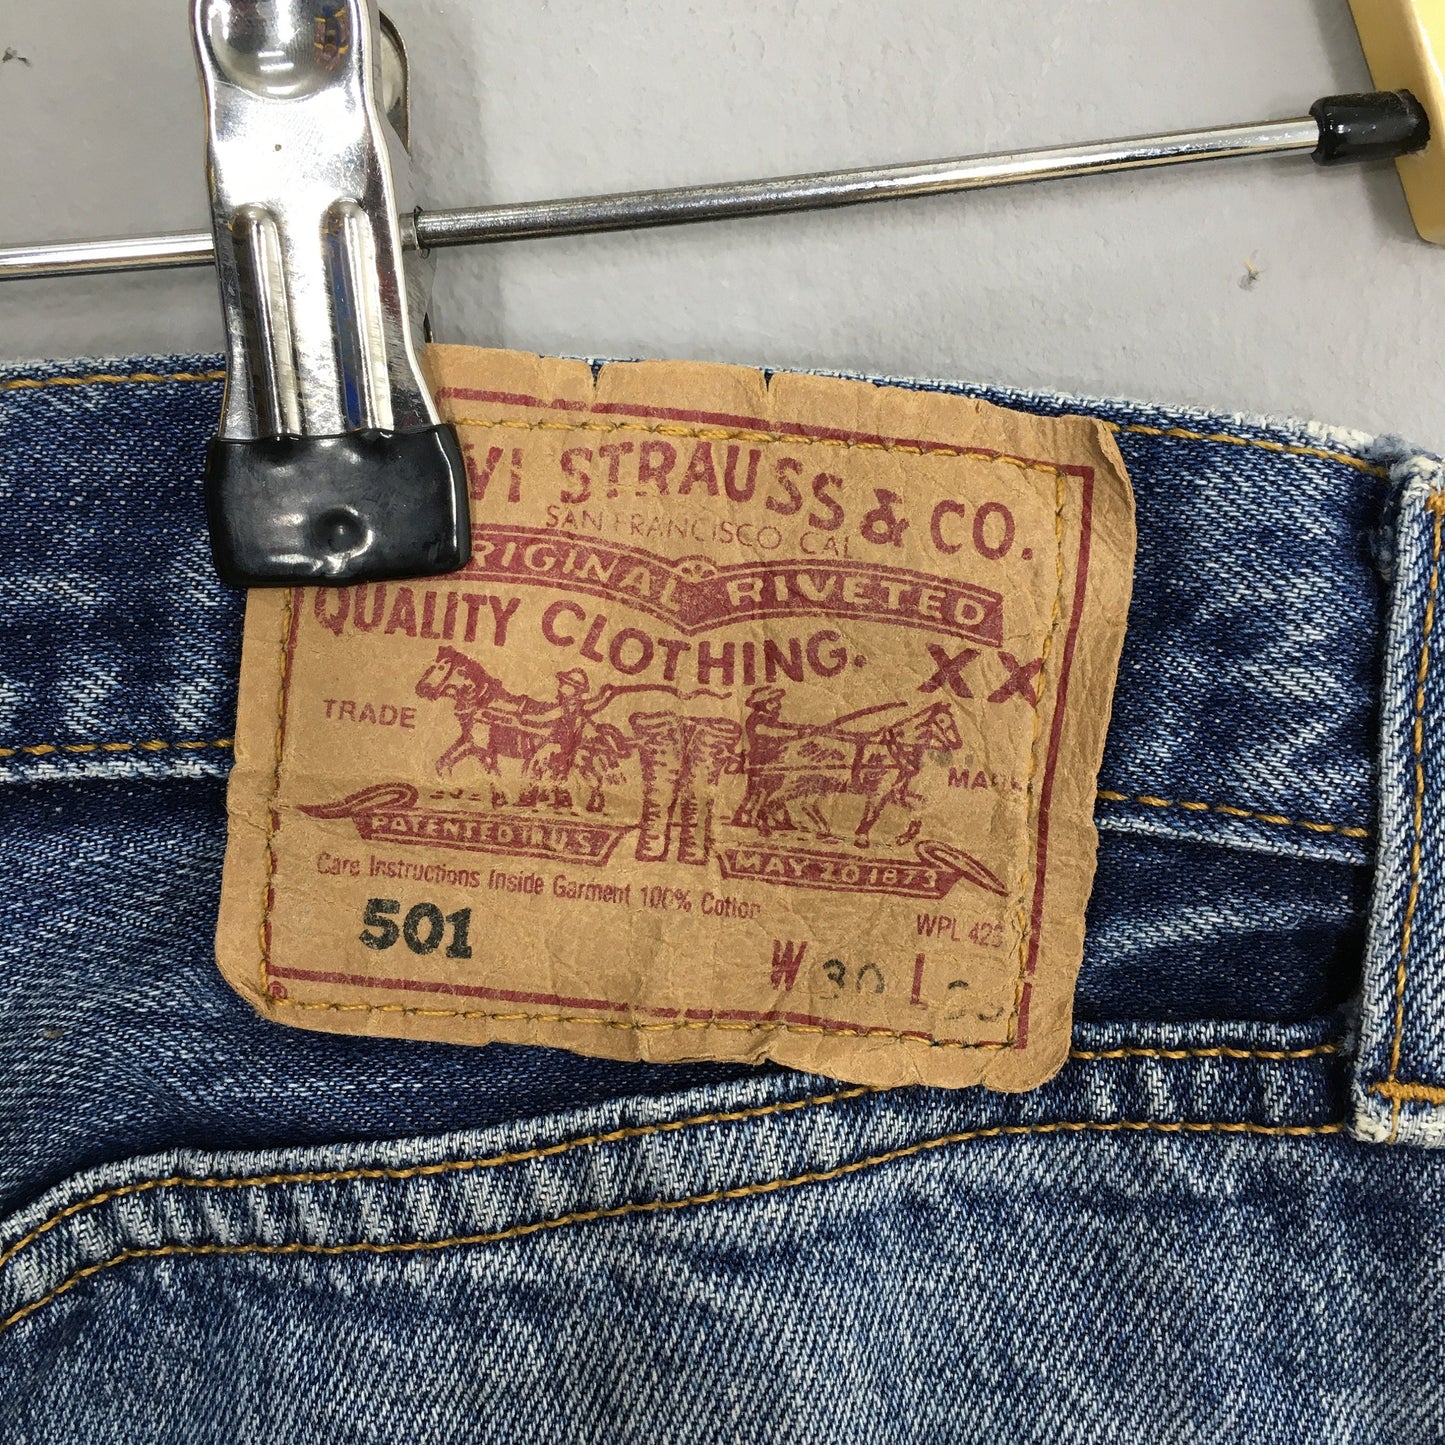 VI STRAUSS & CO.
SAN FRANCISCO CAL
RIGINAL RIVETED
QUALITY CLOTHING.
XX
TRADE
PATENTED IN U.S.
MAY 20 1873
Care Instructions Inside Garment 100% Cotton
WPL 423
501
W 30 L
®